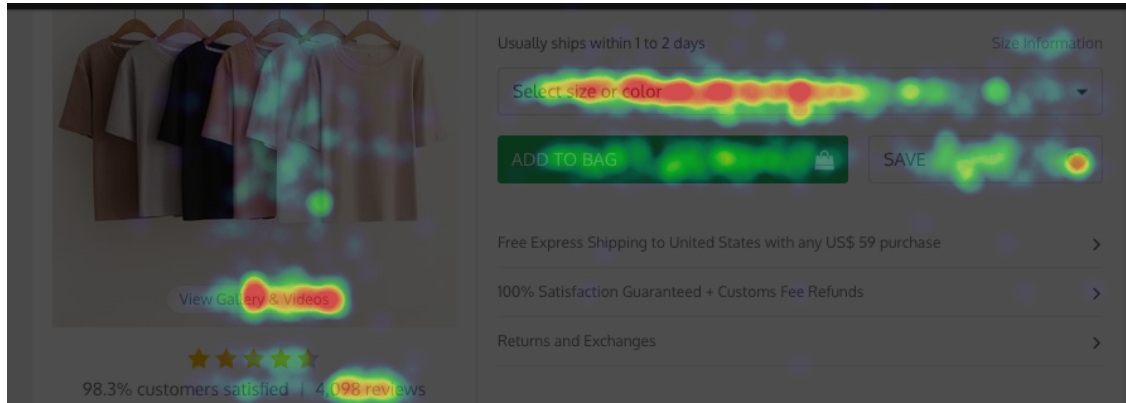 Usually ships within 1 to 2 days
Size Information
Select size or color
ADD TO BAG
SAVE
View Gallery & Videos
Free Express Shipping to United States with any US$ 59 purchase
100% Satisfaction Guaranteed + Customs Fee Refunds
Returns and Exchanges
98.3% customers satisfied | 4,098 reviews